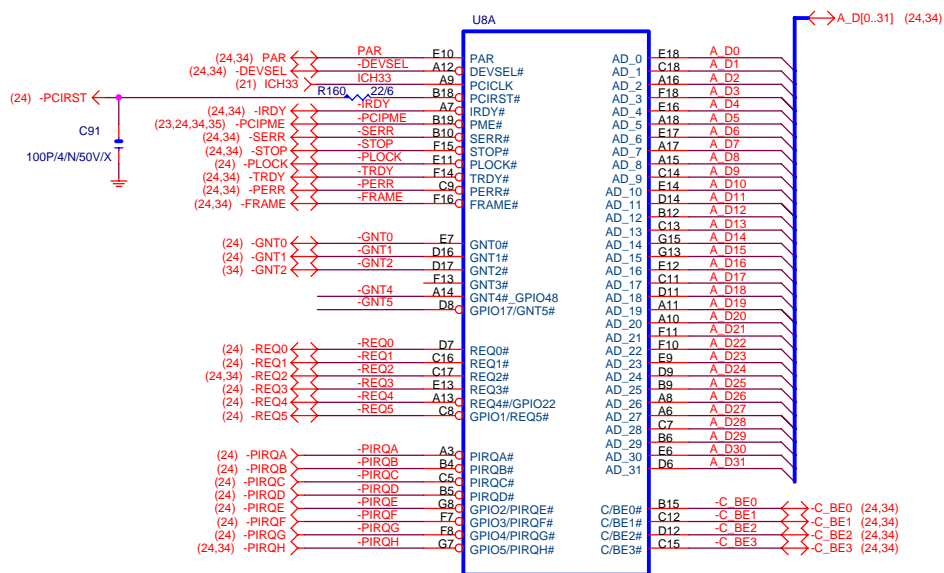 U8A
A_D[0..31] (24,34)
(24,34) PAR PAR E10 PAR AD_0 E18 A_D0
(24,34) -DEVSEL -DEVSEL A12 DEVSEL# AD_1 C18 A_D1
(21) ICH33 ICH33 A9 PCICLK AD_2 A16 A_D2
(24) -PCIRST R160 22/6 B18 PCIRST# AD_3 F18 A_D3
(24,34) -IRDY -IRDY A7 IRDY# AD_4 E16 A_D4
(23,24,34,35) -PCIPME -PCIPME B19 PME# AD_5 A18 A_D5
(24,34) -SERR -SERR B10 SERR# AD_6 E17 A_D6
(24,34) -STOP -STOP F15 STOP# AD_7 A17 A_D7
(24) -PLOCK -PLOCK E11 PLOCK# AD_8 A15 A_D8
(24,34) -TRDY -TRDY F14 TRDY# AD_9 C14 A_D9
(24,34) -PERR -PERR C9 PERR# AD_10 E14 A_D10
(24,34) -FRAME -FRAME F16 FRAME# AD_11 D14 A_D11
C91
100P/4/N/50V/X
AD_12 B12 A_D12
AD_13 C13 A_D13
(24) -GNT0 -GNT0 E7 GNT0# AD_14 G15 A_D14
(24) -GNT1 -GNT1 D16 GNT1# AD_15 G13 A_D15
(34) -GNT2 -GNT2 D17 GNT2# AD_16 E12 A_D16
F13 GNT3# AD_17 C11 A_D17
-GNT4 A14 GNT4#_GPIO48 AD_18 D11 A_D18
-GNT5 D8 GPIO17/GNT5# AD_19 A11 A_D19
AD_20 A10 A_D20
AD_21 F11 A_D21
(24) -REQ0 -REQ0 D7 REQ0# AD_22 F10 A_D22
(24) -REQ1 -REQ1 C16 REQ1# AD_23 E9 A_D23
(24,34) -REQ2 -REQ2 C17 REQ2# AD_24 D9 A_D24
(24) -REQ3 -REQ3 E13 REQ3# AD_25 B9 A_D25
(24) -REQ4 -REQ4 A13 REQ4#/GPIO22 AD_26 A8 A_D26
(24) -REQ5 -REQ5 C8 GPIO1/REQ5# AD_27 A6 A_D27
AD_28 C7 A_D28
AD_29 B6 A_D29
(24) -PIRQA -PIRQA A3 PIRQA# AD_30 E6 A_D30
(24) -PIRQB -PIRQB B4 PIRQB# AD_31 D6 A_D31
(24) -PIRQC -PIRQC C5 PIRQC#
(24) -PIRQD -PIRQD B5 PIRQD#
(24) -PIRQE -PIRQE G8 GPIO2/PIRQE# C/BE0# B15 -C_BE0 -C_BE0 (24,34)
(24) -PIRQF -PIRQF F7 GPIO3/PIRQF# C/BE1# C12 -C_BE1 -C_BE1 (24,34)
(24) -PIRQG -PIRQG F8 GPIO4/PIRQG# C/BE2# D12 -C_BE2 -C_BE2 (24,34)
(24,34) -PIRQH -PIRQH G7 GPIO5/PIRQH# C/BE3# C15 -C_BE3 -C_BE3 (24,34)